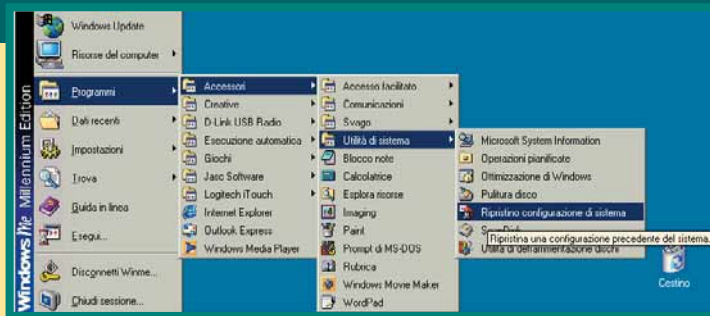 Windows Me Millennium Edition
Windows Update
Risorse del computer
Programmi
Dati recenti
Impostazioni
Trova
Guida in linea
Esegui...
Disconnetti Winme...
Chiudi sessione...
Accessori
Creative
D-Link USB Radio
Esecuzione automatica
Giochi
Jasc Software
Logitech iTouch
Internet Explorer
Outlook Express
Windows Media Player
Accesso facilitato
Comunicazioni
Svago
Utilità di sistema
Blocco note
Calcolatrice
Esplora risorse
Imaging
Paint
Prompt di MS-DOS
Rubrica
Windows Movie Maker
WordPad
Microsoft System Information
Operazioni pianificate
Ottimizzazione di Windows
Pulitura disco
Ripristino configurazione di sistema
Ripristina una configurazione precedente del sistema.
Utilità di deframmentazione dischi
Cestino